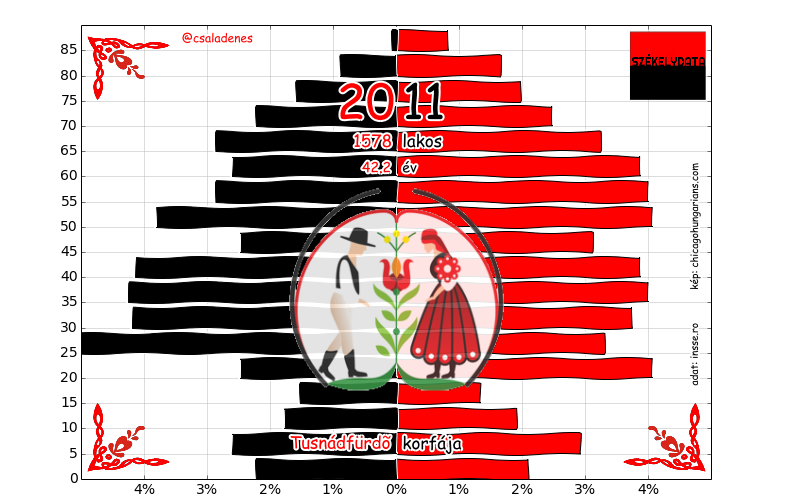 @csaladenes
SZÉKELYDATA
2011
1578 lakos
42,2 év
kép: chicagohungarians.com
adat: insse.ro
Tusnádfürdő korfája
85
80
75
70
65
60
55
50
45
40
35
30
25
20
15
10
5
0
4% 3% 2% 1% 0% 1% 2% 3% 4%